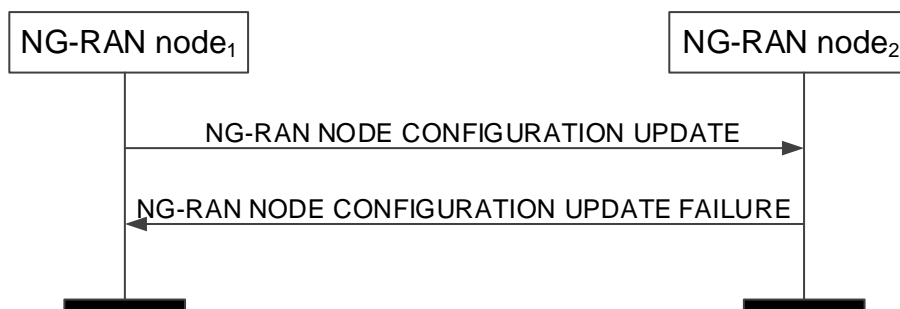 NG-RAN node₁
NG-RAN node₂
NG-RAN NODE CONFIGURATION UPDATE
NG-RAN NODE CONFIGURATION UPDATE FAILURE